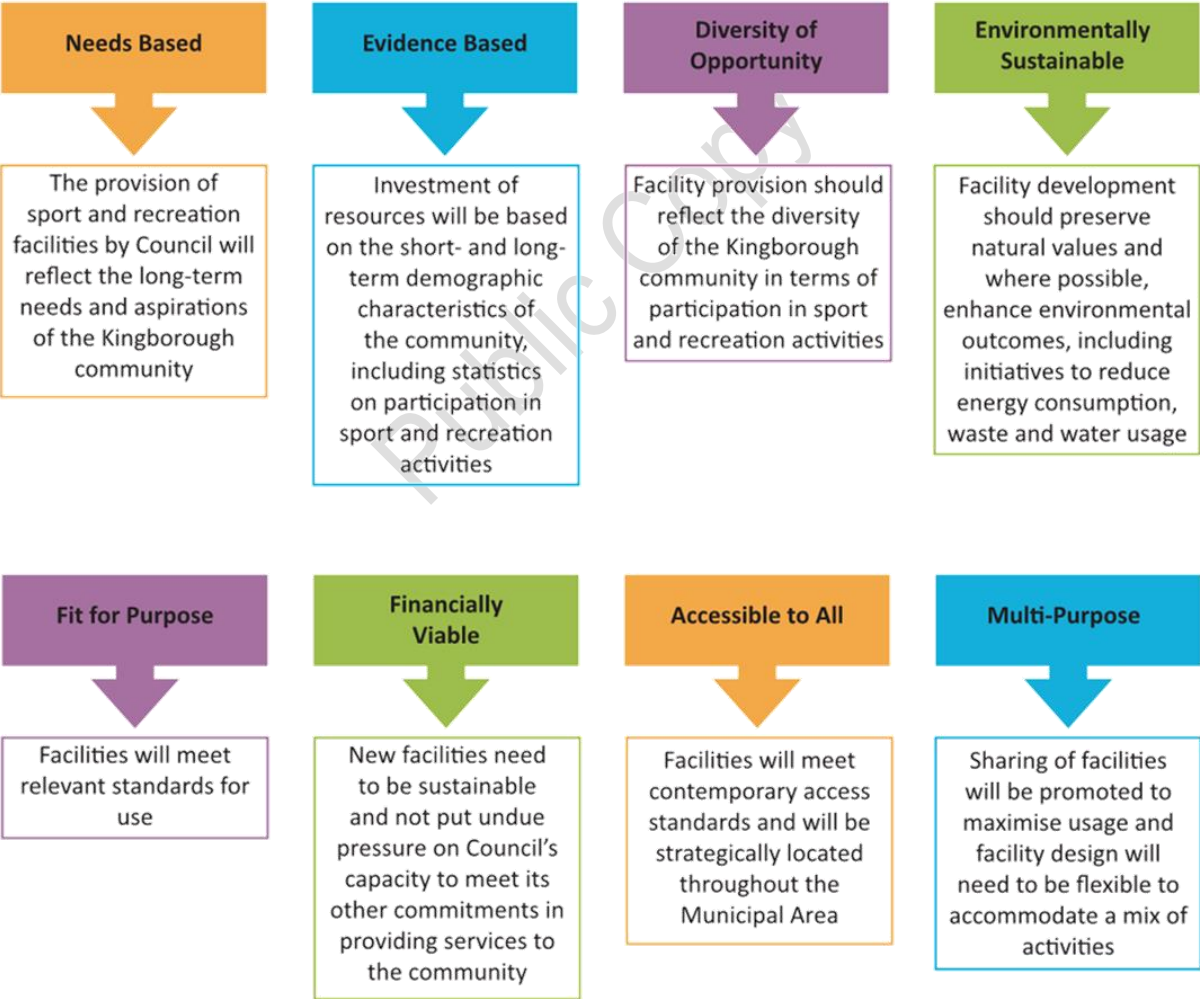 Needs Based
The provision of
sport and recreation
facilities by Council will
reflect the long-term
needs and aspirations
of the Kingborough
community
Evidence Based
Investment of
resources will be based
on the short- and long-
term demographic
characteristics of
the community,
including statistics
on participation in
sport and recreation
activities
Diversity of
Opportunity
Facility provision should
reflect the diversity
of the Kingborough
community in terms of
participation in sport
and recreation activities
Environmentally
Sustainable
Facility development
should preserve
natural values and
where possible,
enhance environmental
outcomes, including
initiatives to reduce
energy consumption,
waste and water usage
Public Copy
Fit for Purpose
Facilities will meet
relevant standards for
use
Financially
Viable
New facilities need
to be sustainable
and not put undue
pressure on Council’s
capacity to meet its
other commitments in
providing services to
the community
Accessible to All
Facilities will meet
contemporary access
standards and will be
strategically located
throughout the
Municipal Area
Multi-Purpose
Sharing of facilities
will be promoted to
maximise usage and
facility design will
need to be flexible to
accommodate a mix of
activities